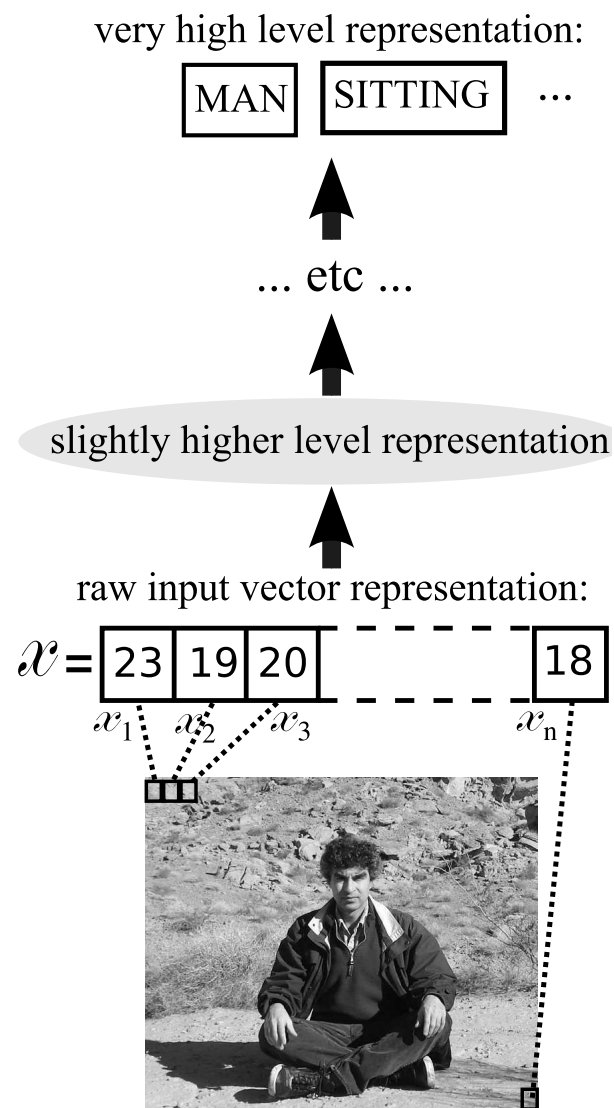 very high level representation:
MAN SITTING ...
... etc ...
slightly higher level representation
raw input vector representation:
x = 23 19 20 18
x1 x2 x3 xn